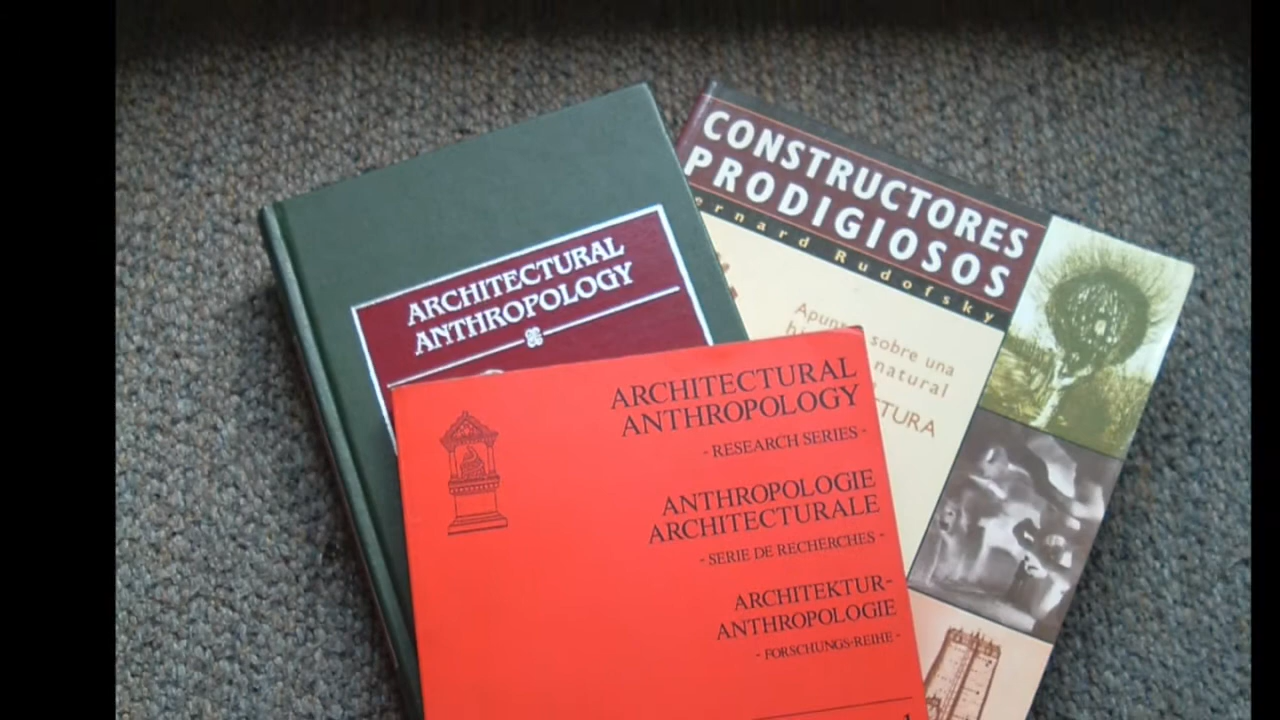 ARCHITECTURAL
ANTHROPOLOGY
CONSTRUCTORES
PRODIGIOSOS
ernard Rudofsky
sobre una
natural
ARCHITECTURAL
ANTHROPOLOGY
- RESEARCH SERIES -
ANTHROPOLOGIE
ARCHITECTURALE
- SERIE DE RECHERCHES -
ARCHITEKTUR-
ANTHROPOLOGIE
- FORSCHUNGS-REIHE -